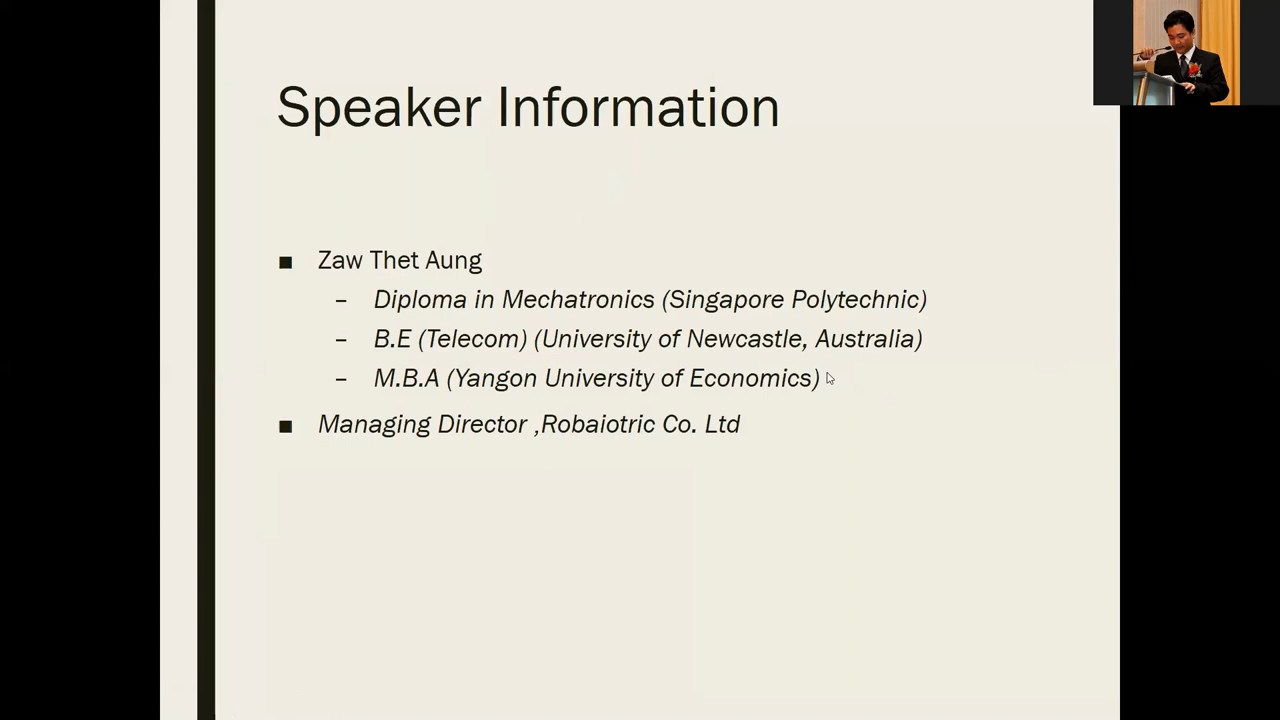 Speaker Information
■ Zaw Thet Aung
– Diploma in Mechatronics (Singapore Polytechnic)
– B.E (Telecom) (University of Newcastle, Australia)
– M.B.A (Yangon University of Economics)
■ Managing Director ,Robaiotric Co. Ltd